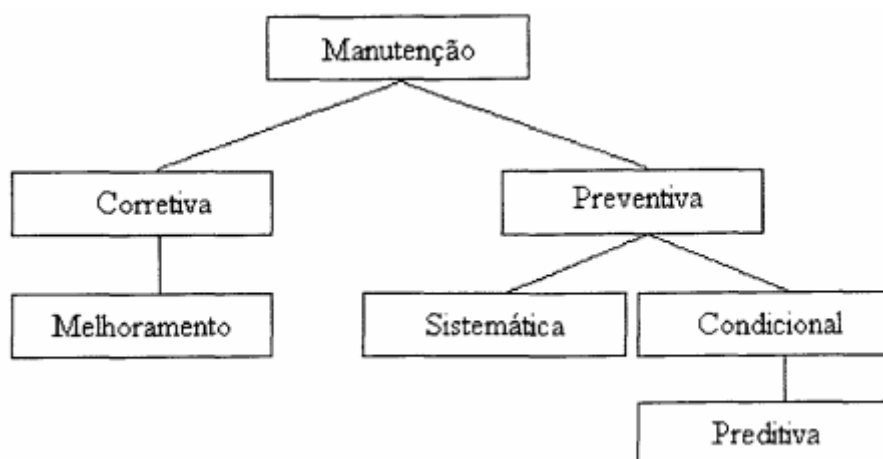 Manutenção
Corretiva
Preventiva
Melhoramento
Sistemática
Condicional
Preditiva